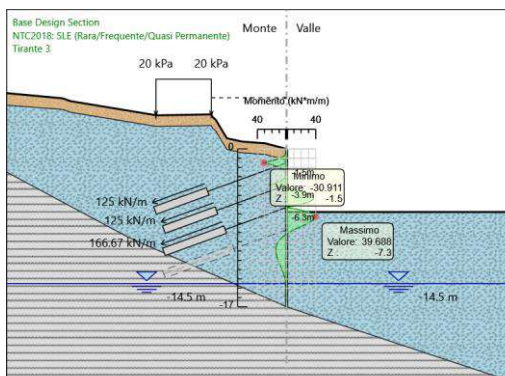 Base Design Section
NTC2018: SLE (Rara/Frequente/Quasi Permanente)
Tirante 3
Monte
Valle
20 kPa
20 kPa
Momento (kN*m/m)
40
40
0
-1.5m
Minimo
Valore: -30.911
Z : -1.5
-3.9m
-6.3m
125 kN/m
125 kN/m
166.67 kN/m
Massimo
Valore: 39.688
Z : -7.3
-14.5 m
-17
-14.5 m